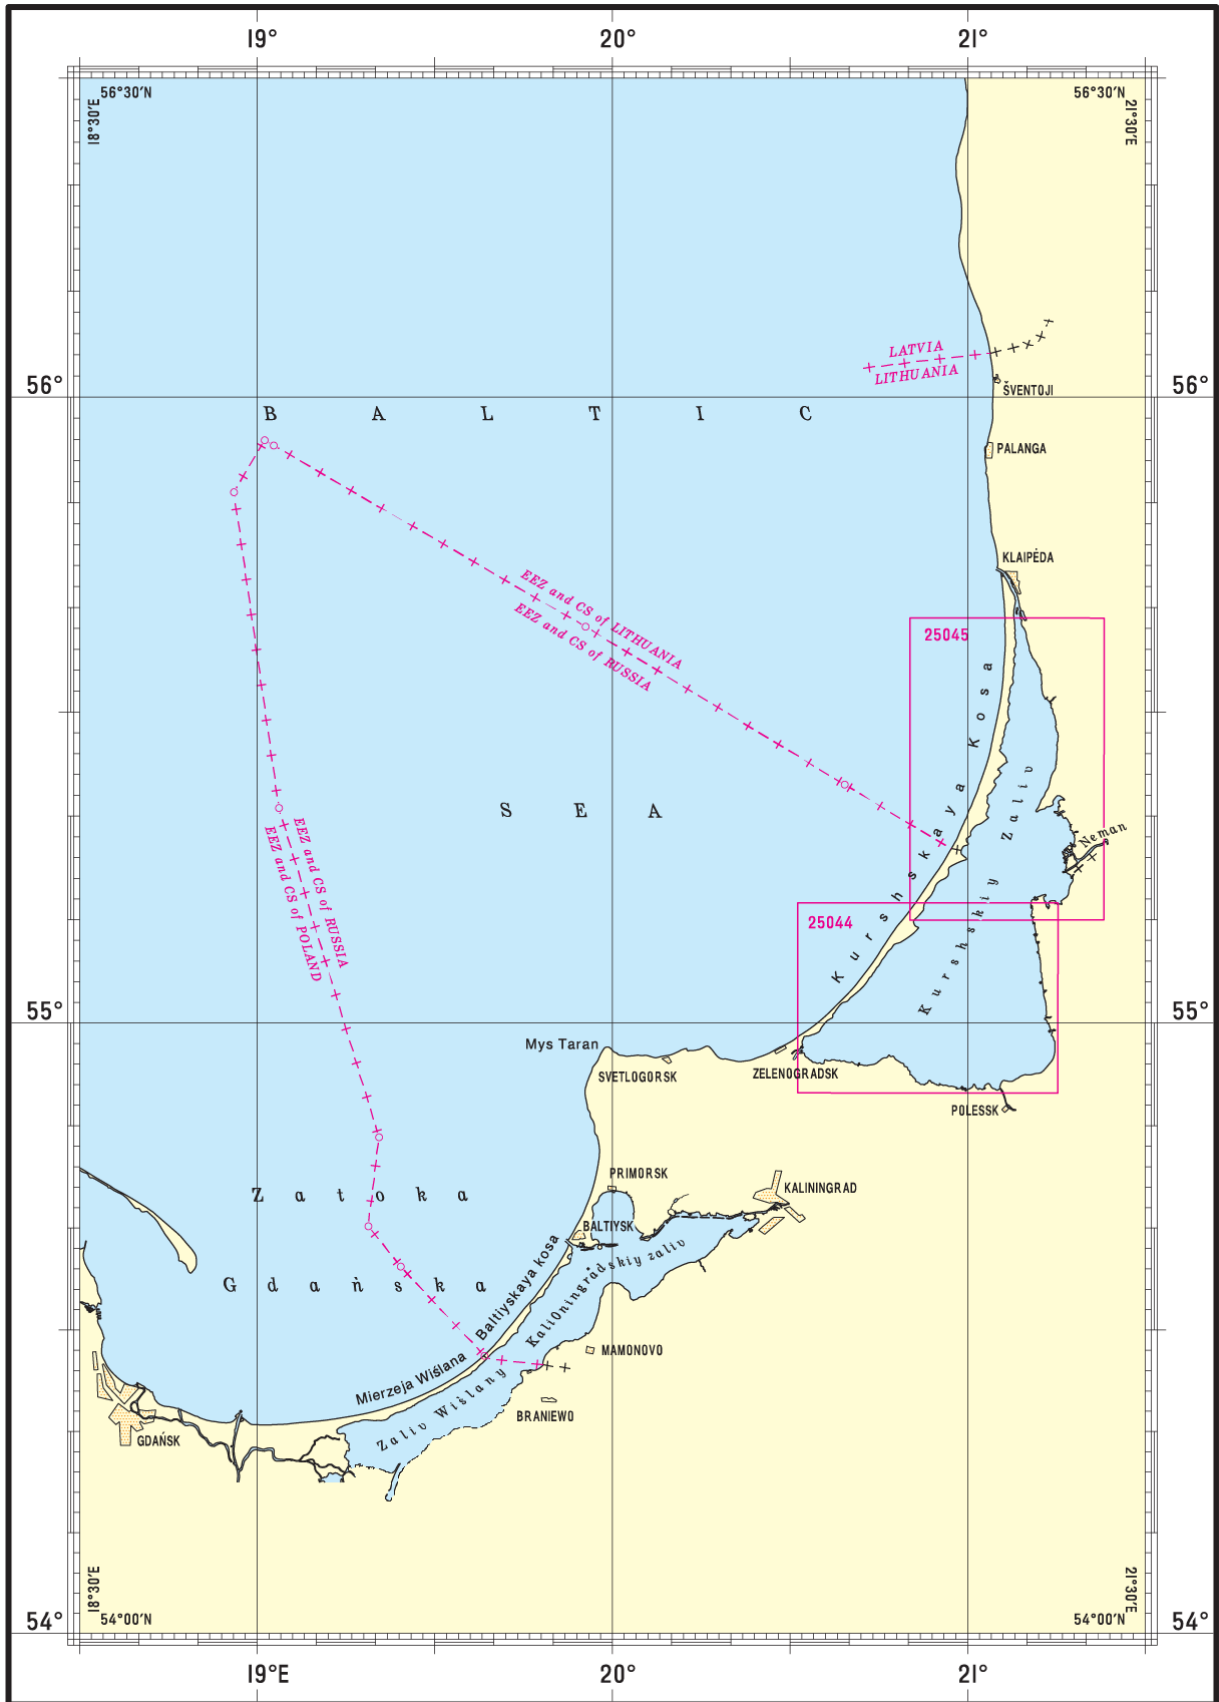 19° 20° 21°
56°30'N 56°30'N
18°30'E 21°30'E
LATVIA
LITHUANIA
56° 56°
ŠVENTOJI
B A L T I C
PALANGA
KLAIPĖDA
EEZ and CS of LITHUANIA
EEZ and CS of RUSSIA
25045
Kurshskaya Kosa
Kurshskiy Zaliv
S E A
Neman
EEZ and CS of RUSSIA
EEZ and CS of POLAND
25044
55° 55°
Mys Taran
SVETLOGORSK
ZELENOGRADSK
POLESSK
PRIMORSK
KALININGRAD
Zatoka
BALTIYSK
Gdańska
Baltiyskaya kosa
Kali0ningradskiy zaliv
MAMONOVO
Mierzeja Wiślana
Zaliv Wiślany
BRANIEWO
GDAŃSK
18°30'E 21°30'E
54° 54°00'N 54°00'N 54°
19°E 20° 21°